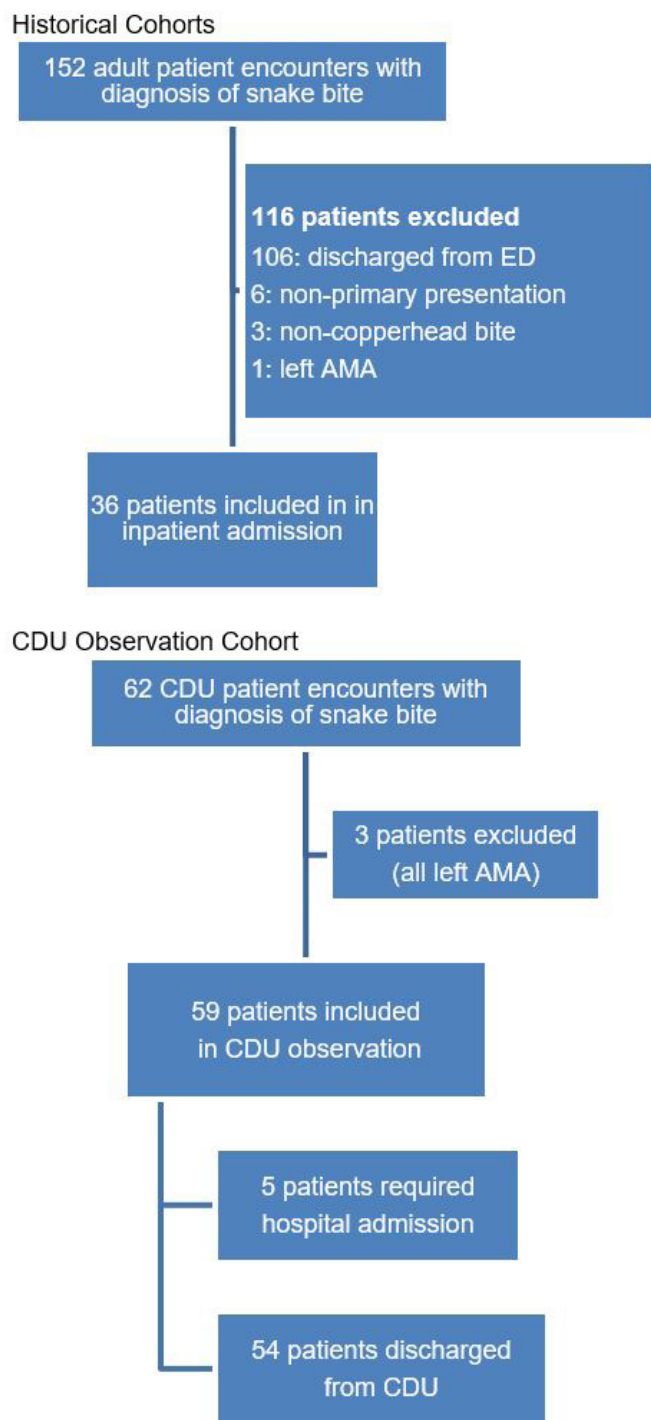 Historical Cohorts
152 adult patient encounters with
diagnosis of snake bite
116 patients excluded
106: discharged from ED
6: non-primary presentation
3: non-copperhead bite
1: left AMA
36 patients included in in
inpatient admission
CDU Observation Cohort
62 CDU patient encounters with
diagnosis of snake bite
3 patients excluded
(all left AMA)
59 patients included
in CDU observation
5 patients required
hospital admission
54 patients discharged
from CDU